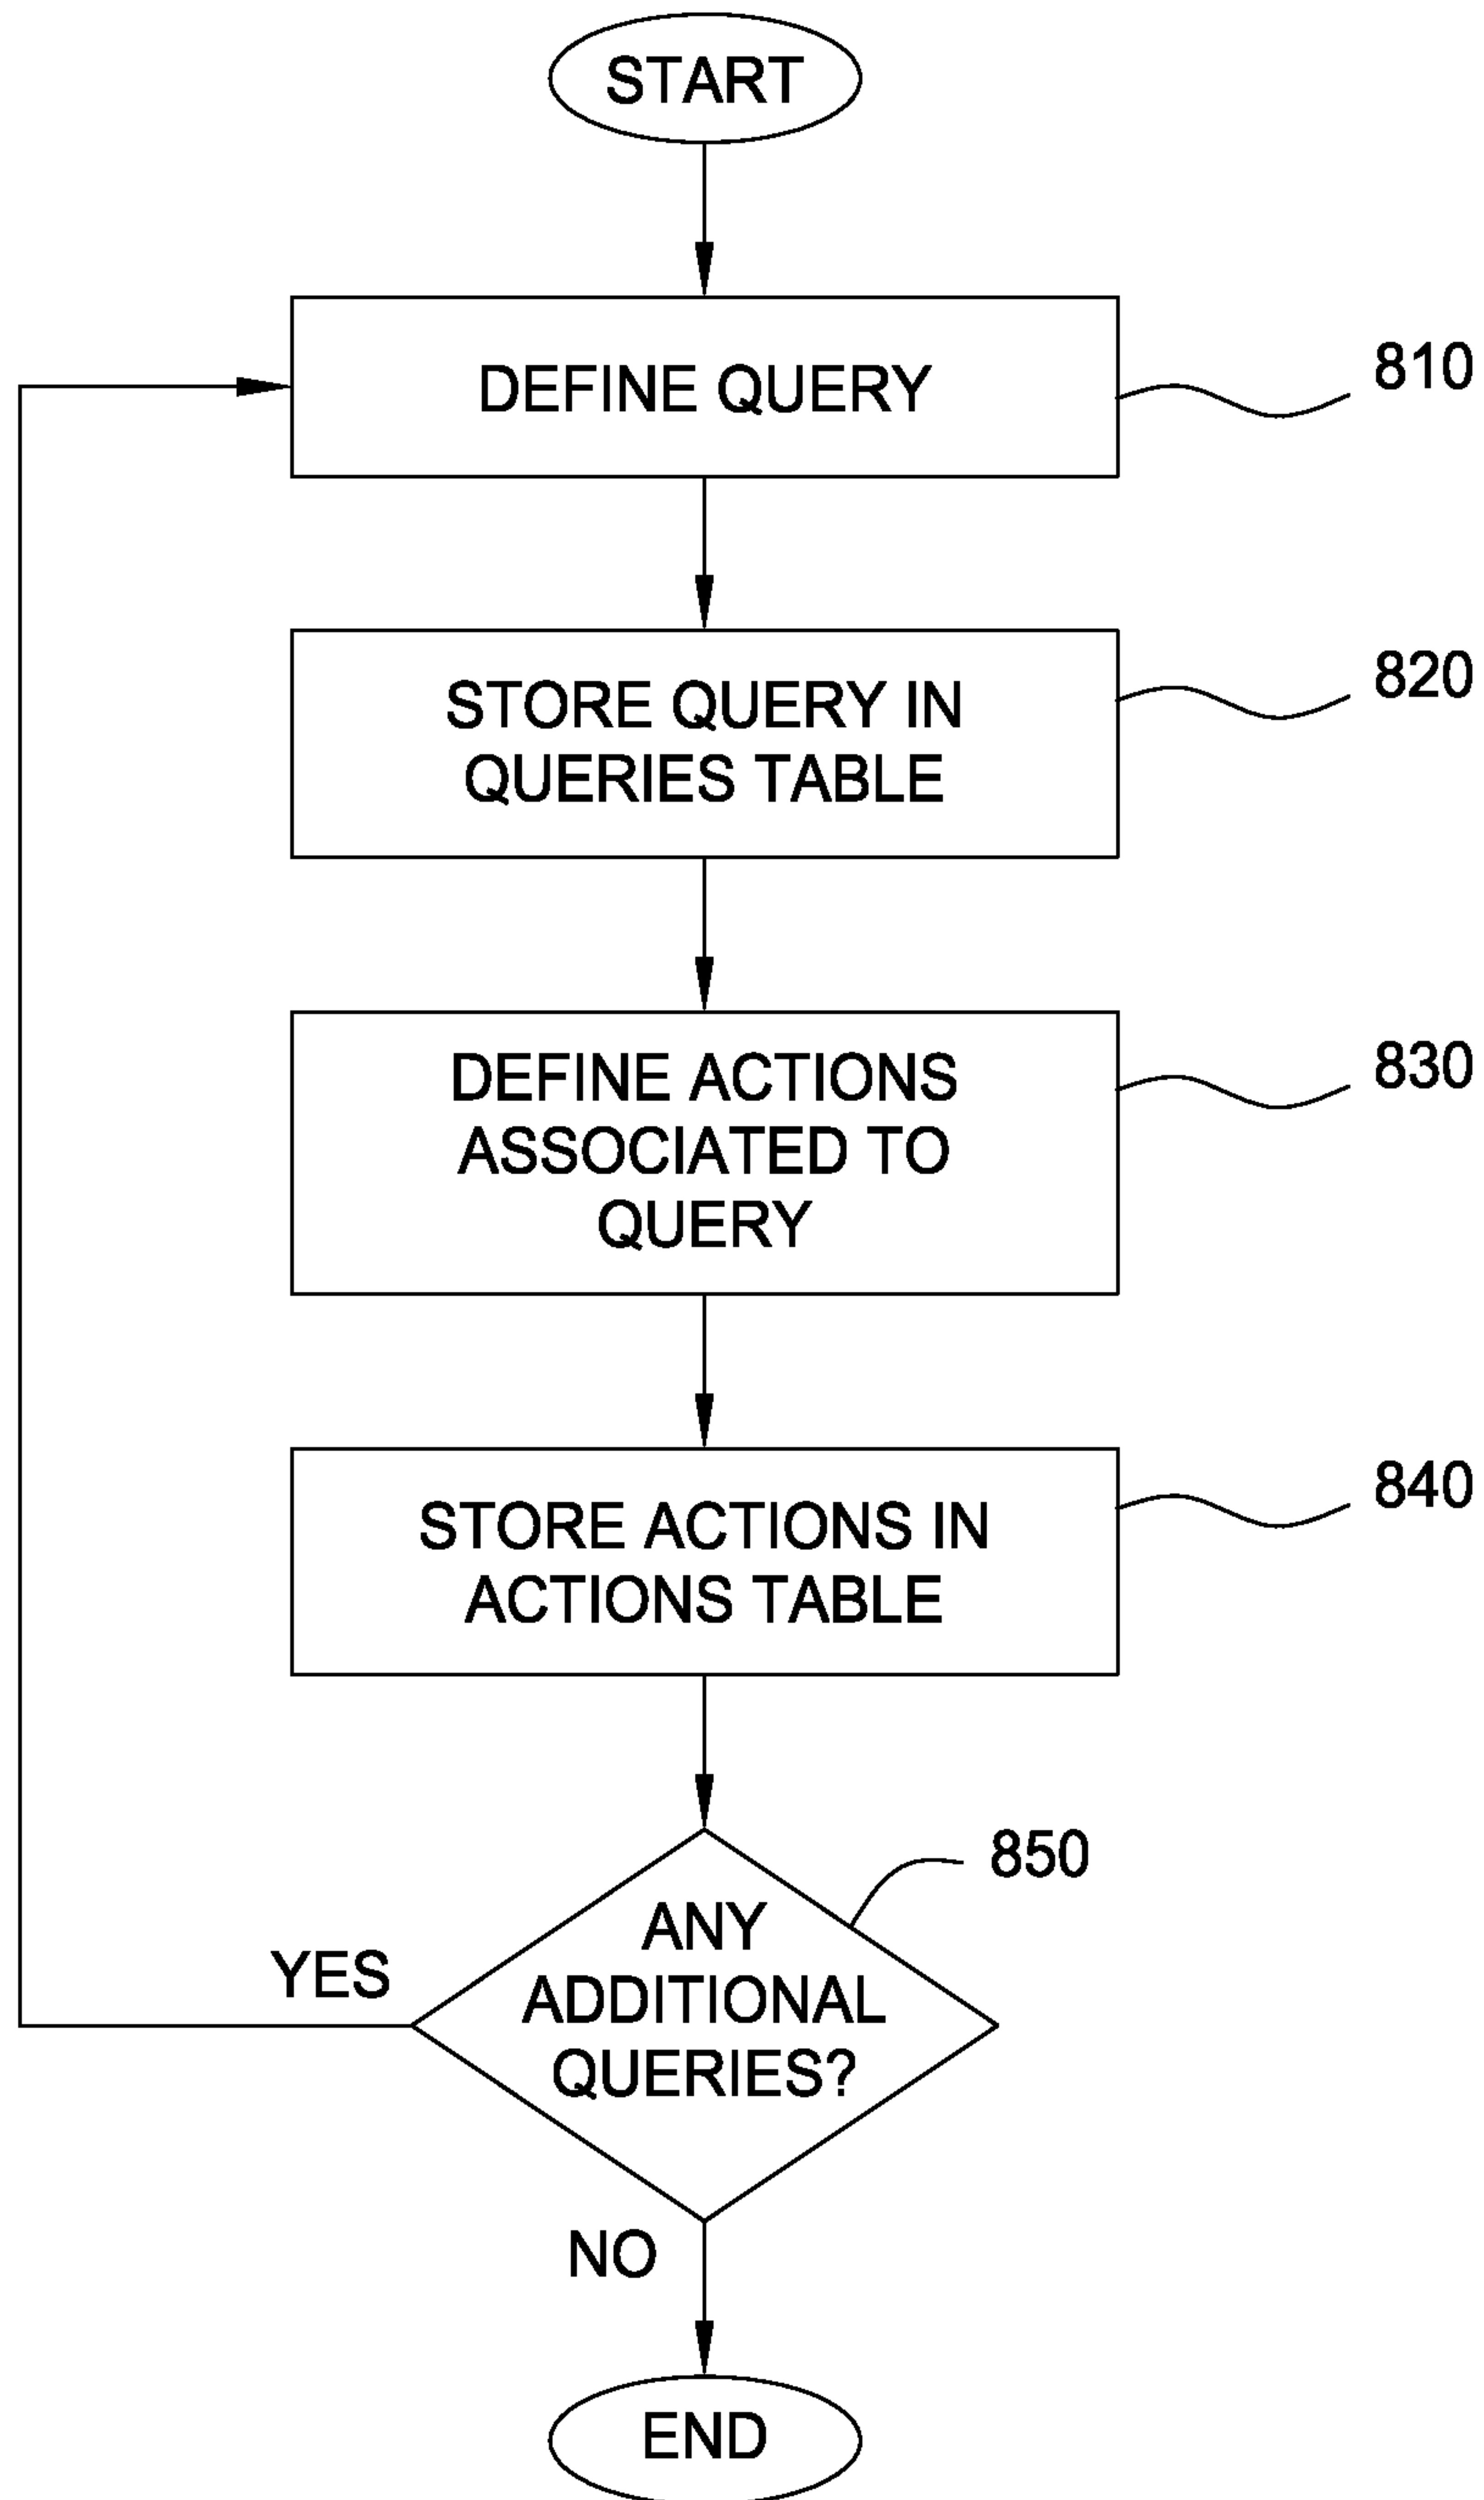 START
DEFINE QUERY
810
STORE QUERY IN
QUERIES TABLE
820
DEFINE ACTIONS
ASSOCIATED TO
QUERY
830
STORE ACTIONS IN
ACTIONS TABLE
840
850
ANY
ADDITIONAL
QUERIES?
YES
NO
END